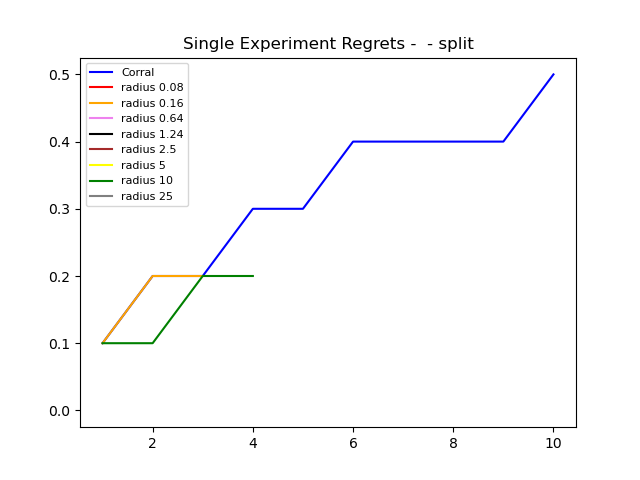 Single Experiment Regrets -  - split
0.5
0.4
0.3
0.2
0.1
0.0
Corral
radius 0.08
radius 0.16
radius 0.64
radius 1.24
radius 2.5
radius 5
radius 10
radius 25
2
4
6
8
10